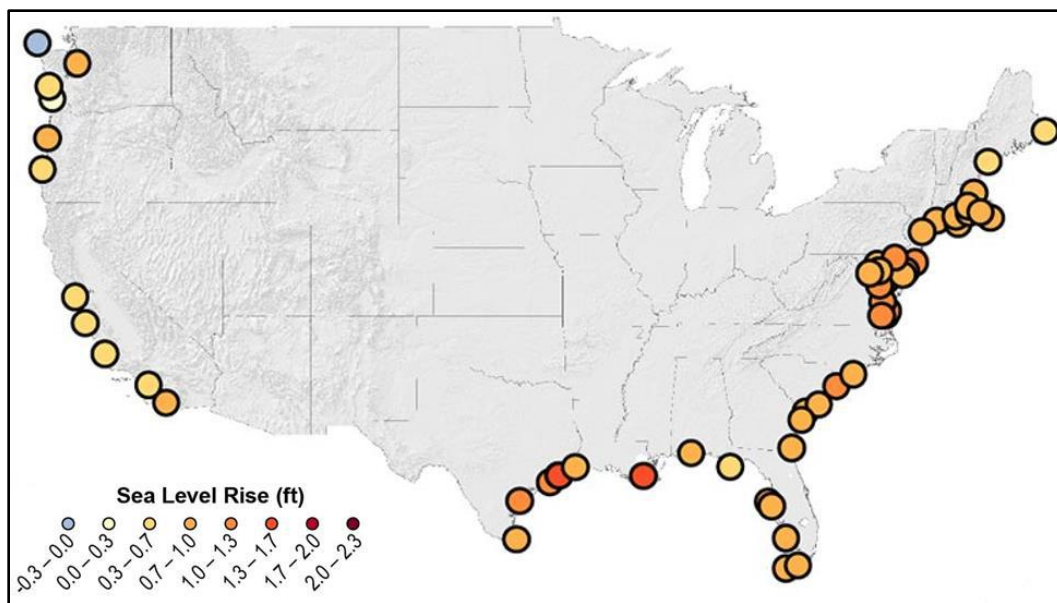 Sea Level Rise (ft)
-0.3 – 0.0
0.0 – 0.3
0.3 – 0.7
0.7 – 1.0
1.0 – 1.3
1.3 – 1.7
1.7 – 2.0
2.0 – 2.3